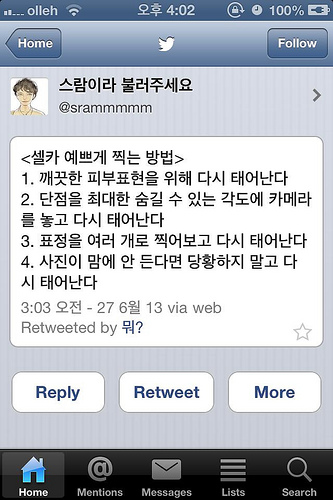 olleh 오후 4:02 100%
Home Follow
스람이라 불러주세요
@srammmmm
<셀카 예쁘게 찍는 방법>
1. 깨끗한 피부표현을 위해 다시 태어난다
2. 단점을 최대한 숨길 수 있는 각도에 카메라
를 놓고 다시 태어난다
3. 표정을 여러 개로 찍어보고 다시 태어난다
4. 사진이 맘에 안 든다면 당황하지 말고 다
시 태어난다
3:03 오전 - 27 6월 13 via web
Retweeted by 뭐?
Reply Retweet More
Home Mentions Messages Lists Search